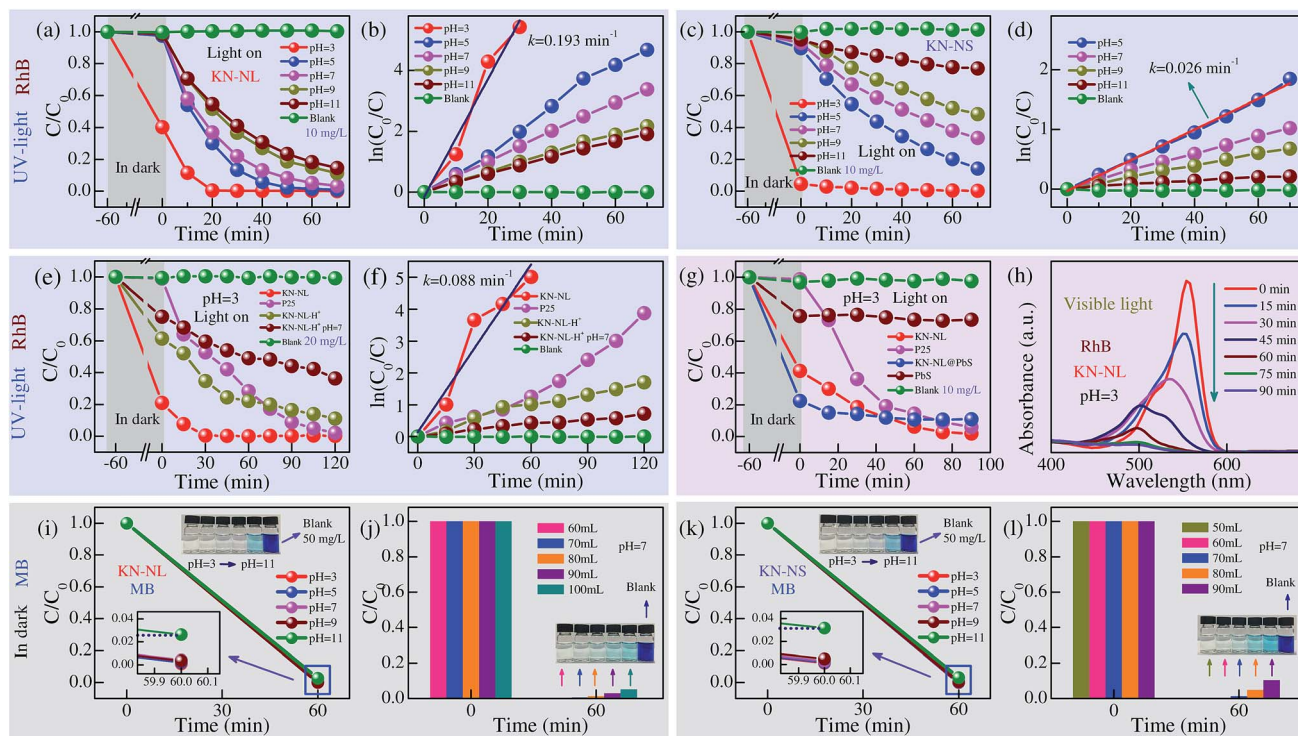 UV-light RhB
(a)
Light on
KN-NL
pH=3
pH=5
pH=7
pH=9
pH=11
Blank
10 mg/L
In dark
C/C0
1.0
0.8
0.6
0.4
0.2
0.0
-60 0 20 40 60
Time (min)
(b)
k=0.193 min-1
pH=3
pH=5
pH=7
pH=9
pH=11
Blank
ln(C0/C)
4
2
0
0 20 40 60
Time (min)
(c)
KN-NS
pH=3
pH=5
pH=7
pH=9
pH=11
Blank 10 mg/L
Light on
In dark
C/C0
1.0
0.8
0.6
0.4
0.2
0.0
-60 0 20 40 60
Time (min)
(d)
pH=5
pH=7
pH=9
pH=11
Blank
k=0.026 min-1
ln(C0/C)
2
1
0
0 20 40 60
Time (min)
UV-light RhB
(e)
pH=3
Light on
KN-NL
P25
KN-NL-H+
KN-NL-H+ pH=7
Blank 20 mg/L
In dark
C/C0
1.0
0.8
0.6
0.4
0.2
0.0
-60 0 30 60 90 120
Time (min)
(f)
k=0.088 min-1
KN-NL
P25
KN-NL-H+
KN-NL-H+ pH=7
Blank
ln(C0/C)
5
4
3
2
1
0
0 30 60 90 120
Time (min)
(g)
pH=3 Light on
KN-NL
P25
KN-NL@PbS
PbS
Blank 10 mg/L
In dark
C/C0
1.0
0.8
0.6
0.4
0.2
0.0
-60 0 20 40 60 80 100
Time (min)
(h)
Visible light
RhB
KN-NL
pH=3
0 min
15 min
30 min
45 min
60 min
75 min
90 min
Absorbance (a.u.)
400 500 600
Wavelength (nm)
In dark MB
(i)
Blank
50 mg/L
pH=3 pH=11
KN-NL
MB
pH=3
pH=5
pH=7
pH=9
pH=11
0.04
0.02
0.00
59.9 60.0 60.1
C/C0
1.0
0.8
0.6
0.4
0.2
0.0
0 60
Time (min)
(j)
60mL
70mL
80mL
90mL
100mL
pH=7
Blank
C/C0
1.0
0.8
0.6
0.4
0.2
0.0
0 60
Time (min)
(k)
Blank
50 mg/L
pH=3 pH=11
KN-NS
MB
pH=3
pH=5
pH=7
pH=9
pH=11
0.04
0.02
0.00
59.9 60.0 60.1
C/C0
1.0
0.8
0.6
0.4
0.2
0.0
0 60
Time (min)
(l)
50mL
60mL
70mL
80mL
90mL
pH=7
Blank
C/C0
1.0
0.8
0.6
0.4
0.2
0.0
0 60
Time (min)